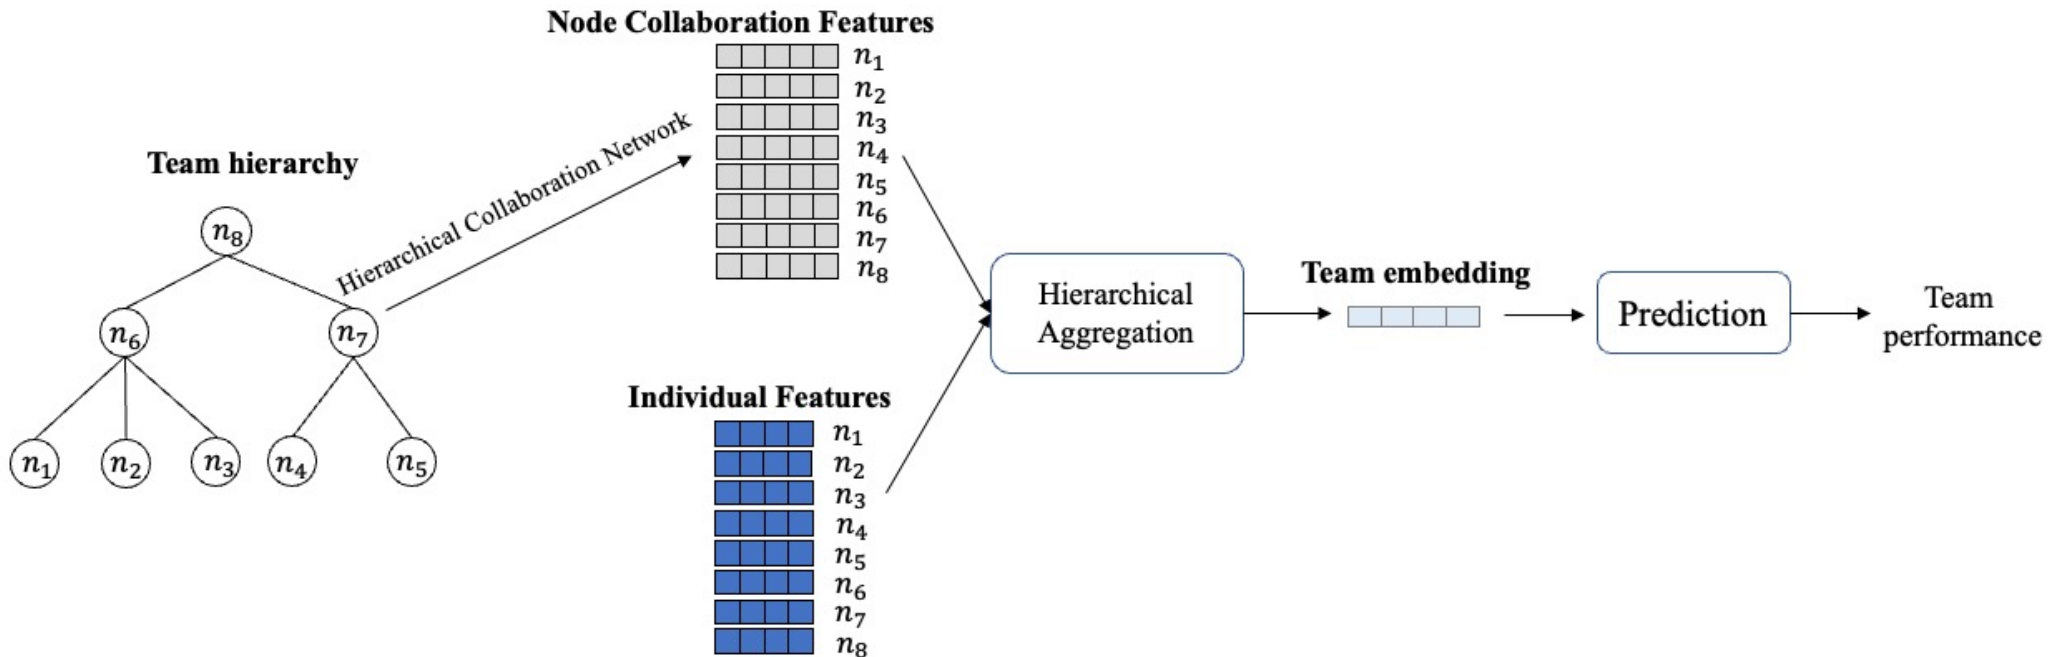 Node Collaboration Features
n₁
n₂
n₃
n₄
n₅
n₆
n₇
n₈
Team hierarchy
n₈
n₆
n₇
n₁
n₂
n₃
n₄
n₅
Hierarchical Collaboration Network
Individual Features
n₁
n₂
n₃
n₄
n₅
n₆
n₇
n₈
Hierarchical
Aggregation
Team embedding
Prediction
Team
performance